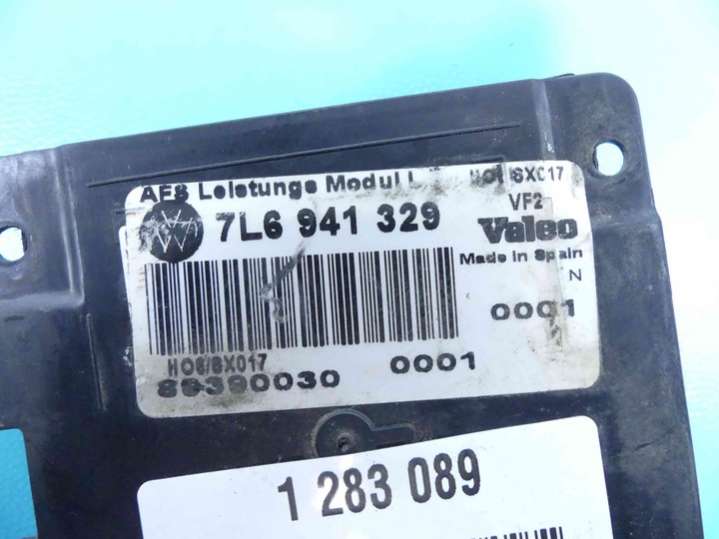 AFS Leistungs Modul L HO6/SX017
7L6 941 329 VF2
Valeo
Made in Spain
N
0001
HO6/SX017
89390030 0001
1 283 089